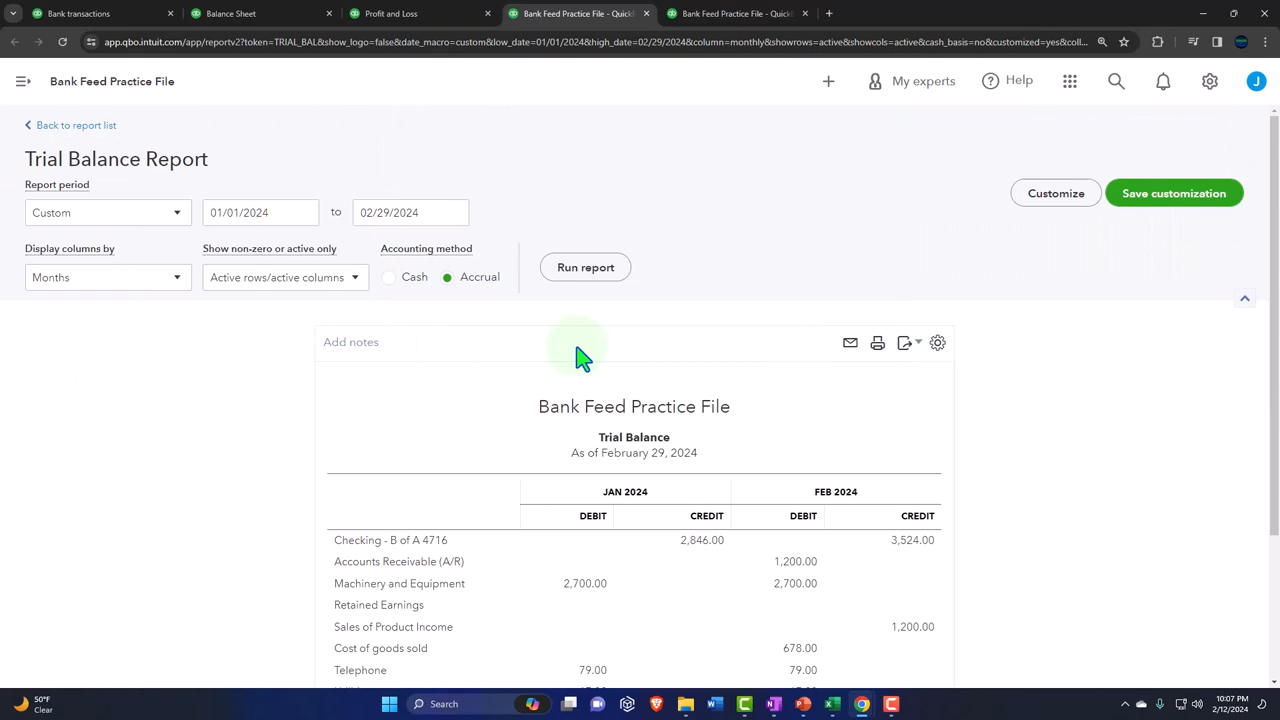 Bank transactions
Balance Sheet
Profit and Loss
Bank Feed Practice File - Quick
Bank Feed Practice File - Quick
app.qbo.intuit.com/app/reportv2?token=TRIAL_BAL&show_logo=false&date_macro=custom&low_date=01/01/2024&high_date=02/29/2024&column=monthly&showrows=active&showcols=active&cash_basis=no&customized=yes&coll...
Bank Feed Practice File
My experts
Help
J
Back to report list
Trial Balance Report
Report period
Custom
01/01/2024
to
02/29/2024
Customize
Save customization
Display columns by
Show non-zero or active only
Accounting method
Months
Active rows/active columns
Cash
Accrual
Run report
Add notes
Bank Feed Practice File
Trial Balance
As of February 29, 2024
JAN 2024 FEB 2024
DEBIT CREDIT DEBIT CREDIT
Checking - B of A 4716 2,846.00 3,524.00
Accounts Receivable (A/R) 1,200.00
Machinery and Equipment 2,700.00 2,700.00
Retained Earnings
Sales of Product Income 1,200.00
Cost of goods sold 678.00
Telephone 79.00 79.00
50°F
Clear
Search
10:07 PM
2/12/2024